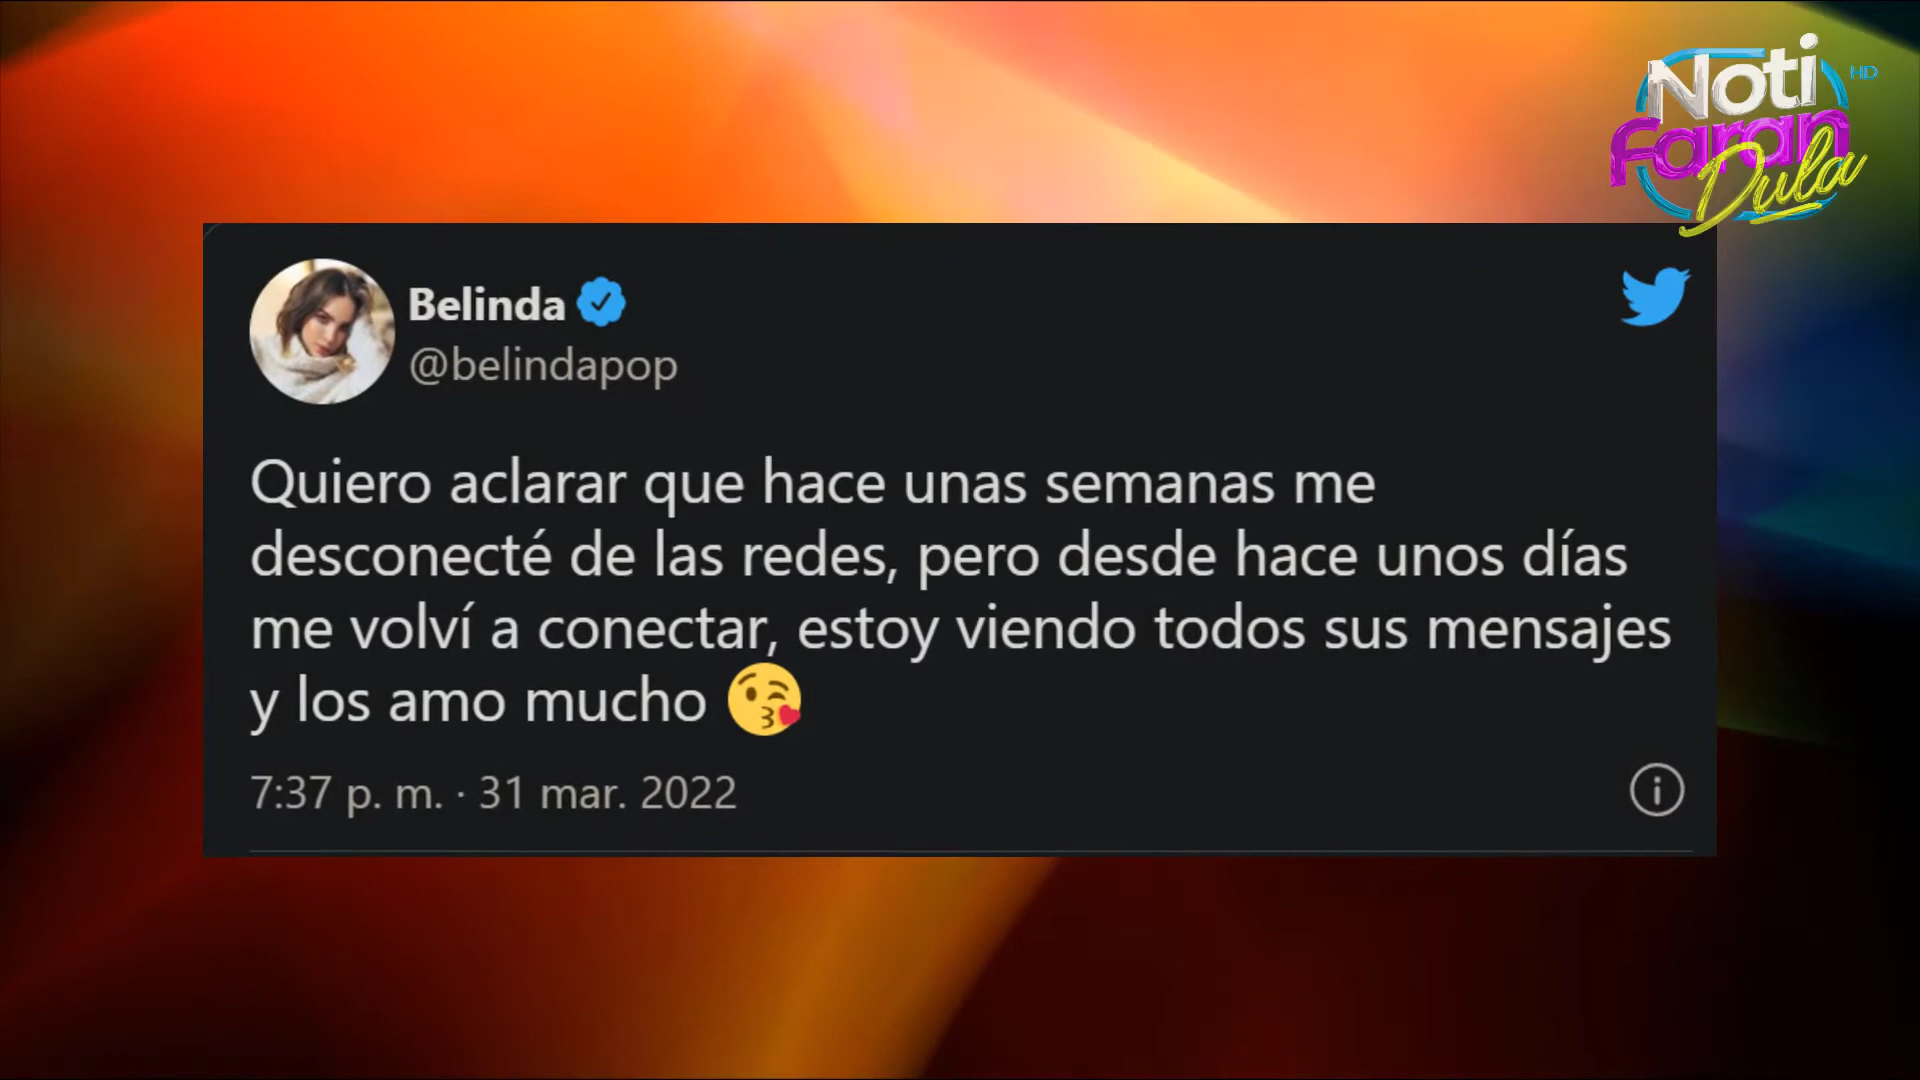 Noti HD
Faran
Dula
Belinda
@belindapop
Quiero aclarar que hace unas semanas me
desconecté de las redes, pero desde hace unos días
me volví a conectar, estoy viendo todos sus mensajes
y los amo mucho 😘
7:37 p. m. · 31 mar. 2022